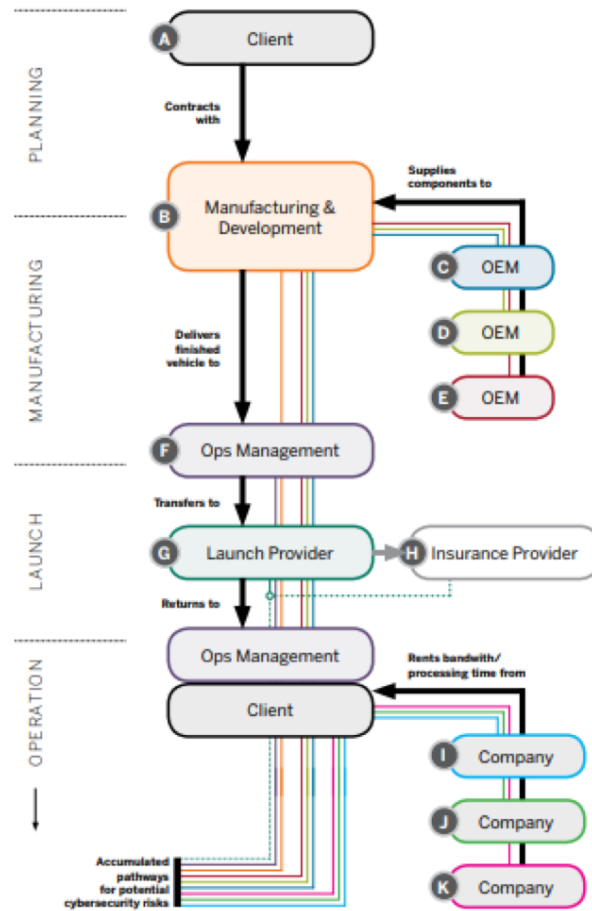 PLANNING
A
Client
Contracts
with
B
Manufacturing &
Development
Supplies
components to
MANUFACTURING
C
OEM
D
OEM
E
OEM
Delivers
finished
vehicle to
F
Ops Management
LAUNCH
Transfers to
G
Launch Provider
H
Insurance Provider
Returns to
OPERATION
Ops Management
Client
Rents bandwith/
processing time from
I
Company
J
Company
K
Company
Accumulated
pathways
for potential
cybersecurity risks